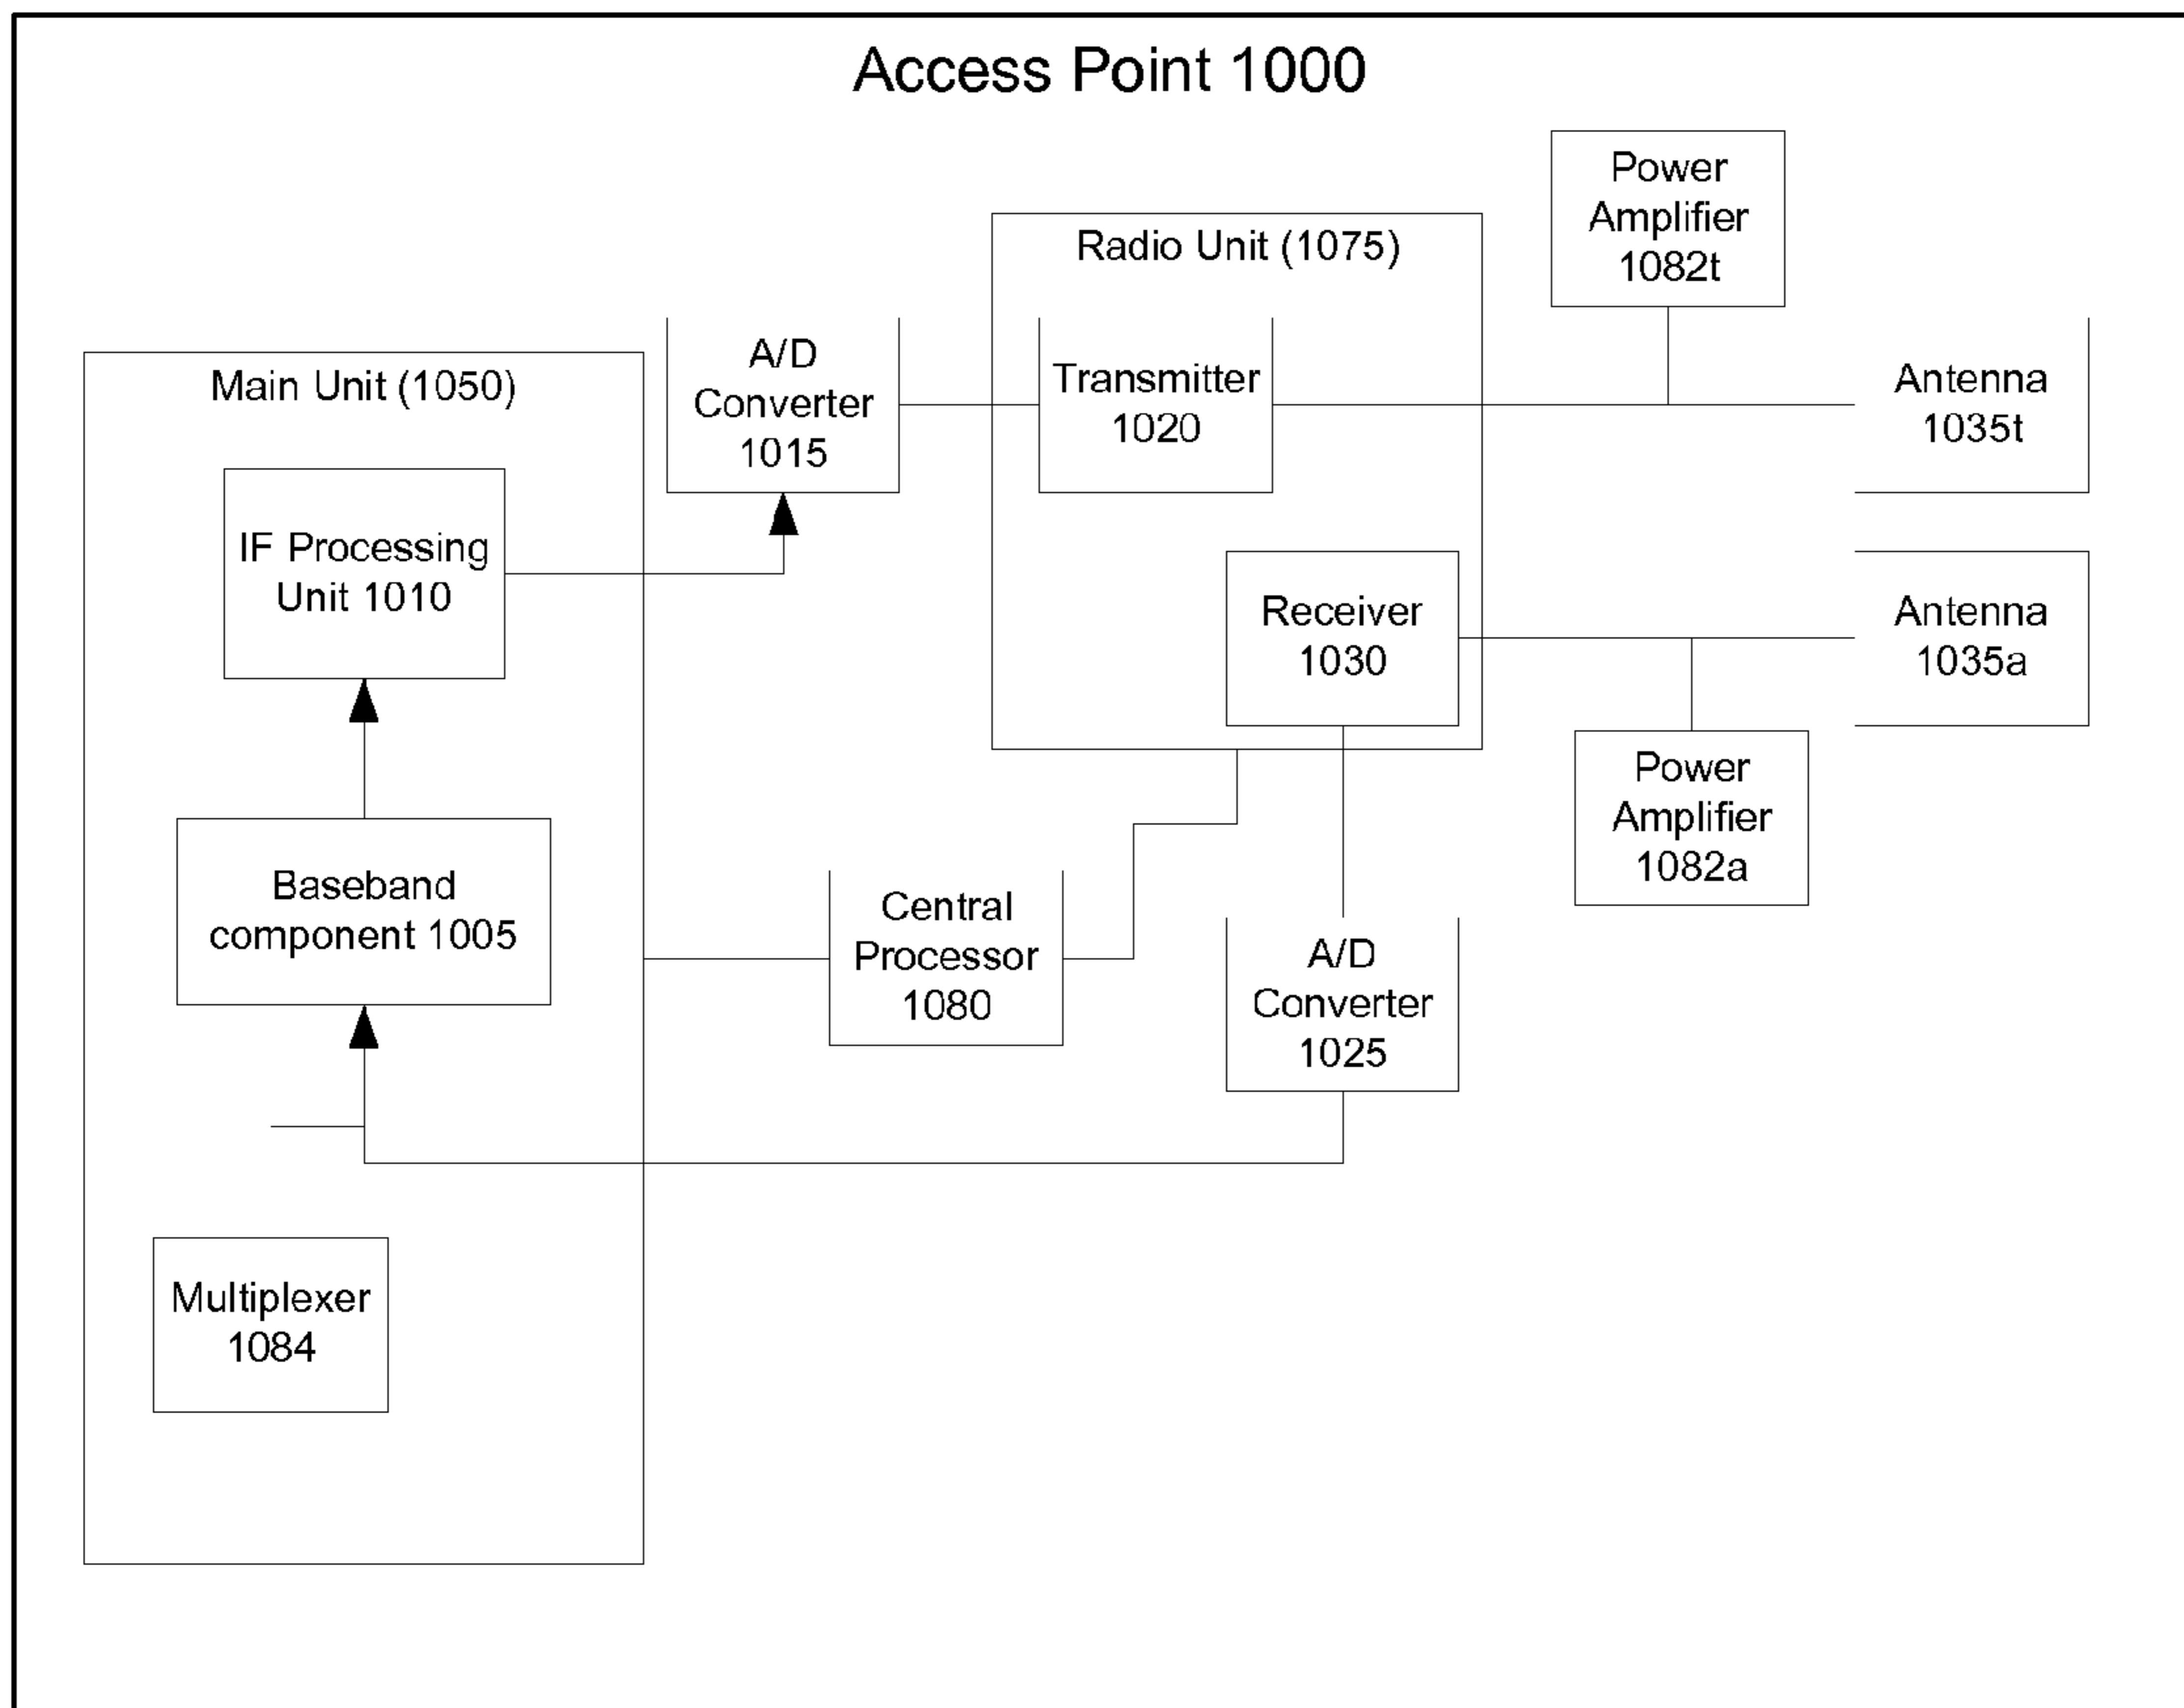 Access Point 1000
Power
Amplifier
1082t
Radio Unit (1075)
A/D
Converter
1015
Transmitter
1020
Antenna
1035t
Main Unit (1050)
IF Processing
Unit 1010
Receiver
1030
Antenna
1035a
Power
Amplifier
1082a
Baseband
component 1005
Central
Processor
1080
A/D
Converter
1025
Multiplexer
1084